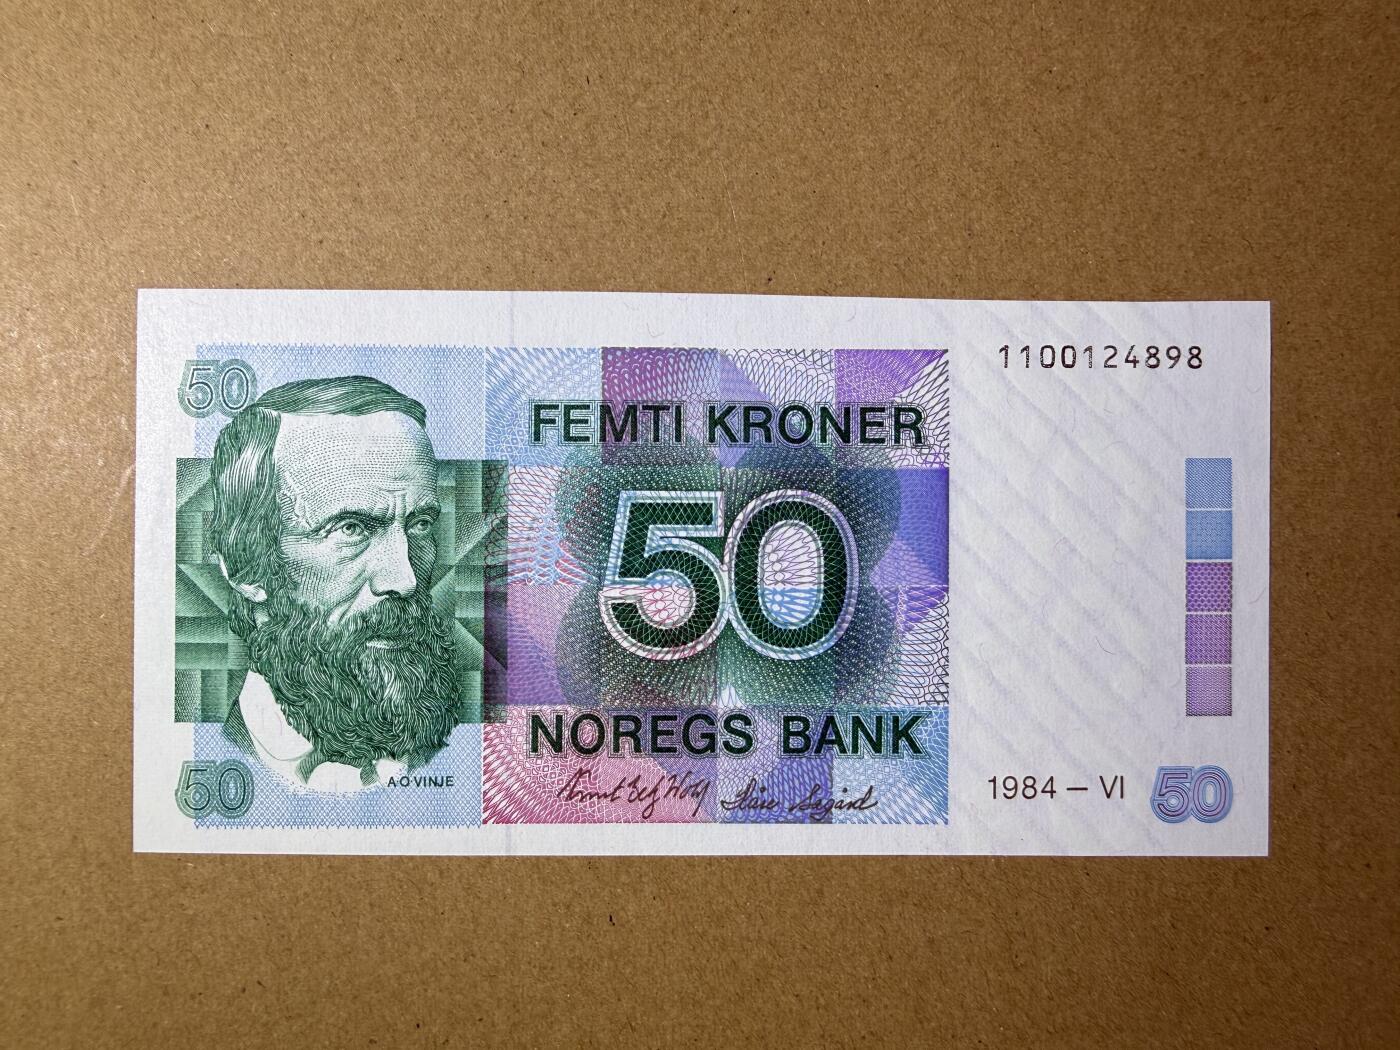 50
1100124898
FEMTI KRONER
50
NOREGS BANK
50
A O VINJE
1984 – VI
50